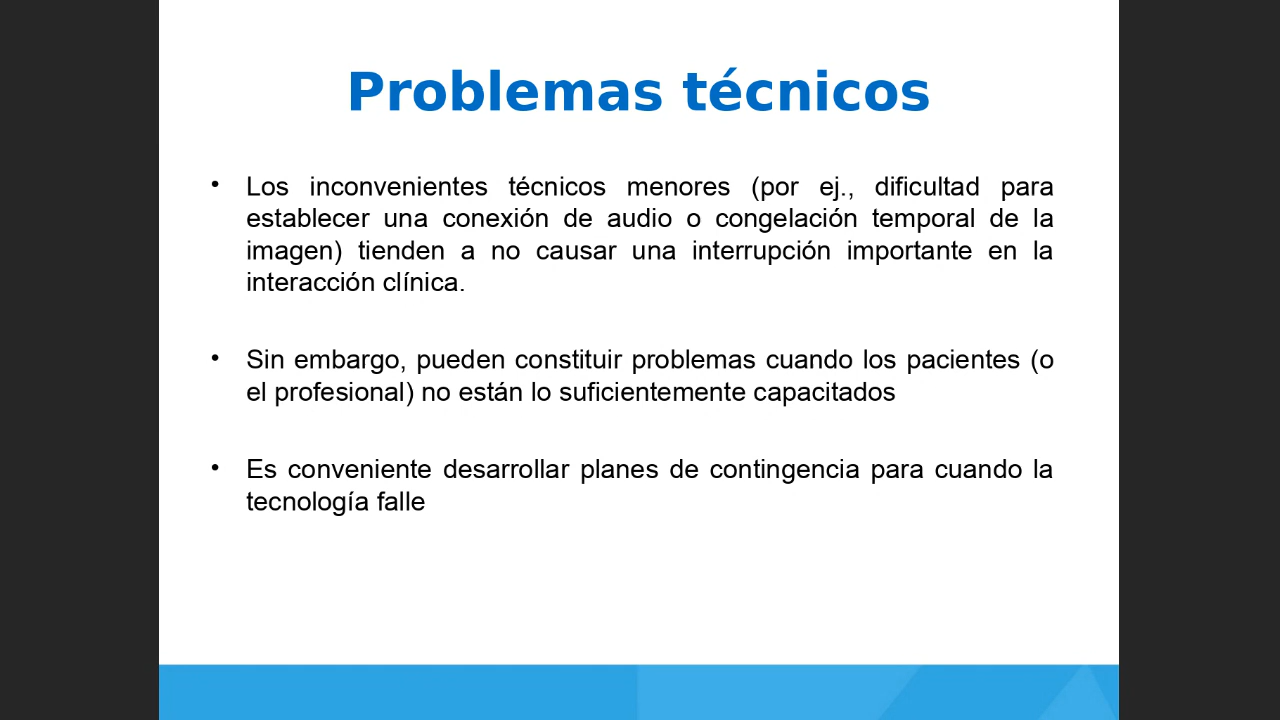 Problemas técnicos
• Los inconvenientes técnicos menores (por ej., dificultad para
establecer una conexión de audio o congelación temporal de la
imagen) tienden a no causar una interrupción importante en la
interacción clínica.
• Sin embargo, pueden constituir problemas cuando los pacientes (o
el profesional) no están lo suficientemente capacitados
• Es conveniente desarrollar planes de contingencia para cuando la
tecnología falle